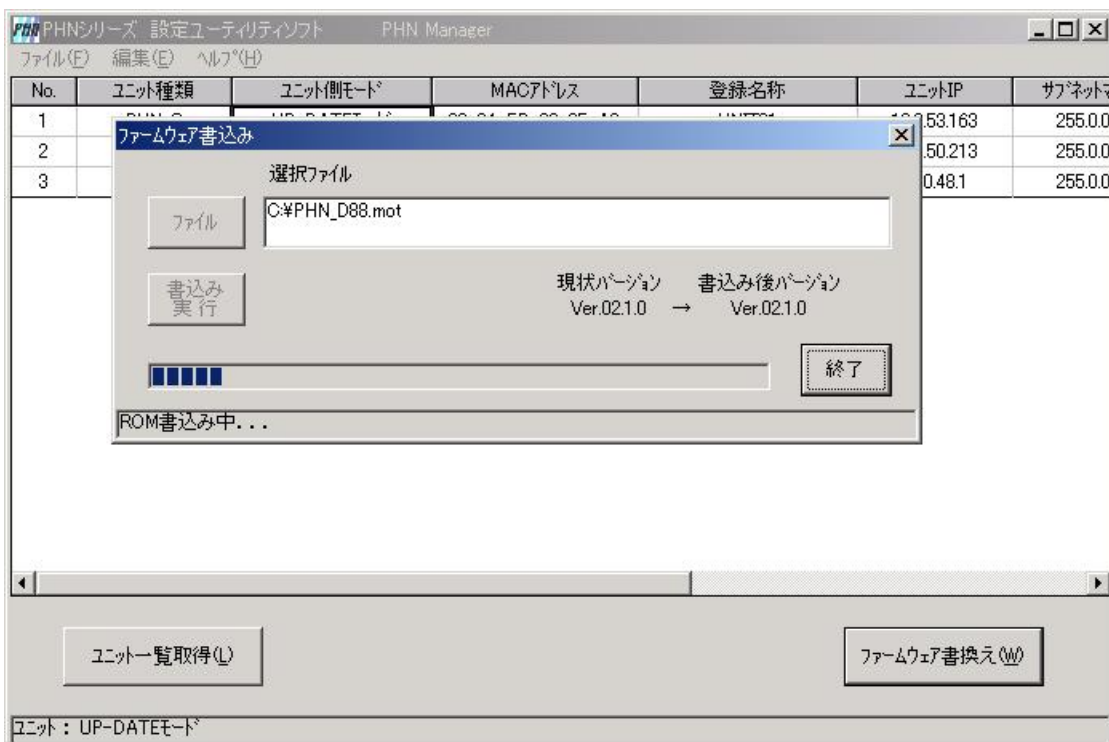 PHN PHNシリーズ 設定ユーティリティソフト PHN Manager
ファイル(F) 編集(E) ヘルプ(H)
No. ユニット種類 ユニット側モード MACアドレス 登録名称 ユニットIP サブネットマ
1 .53.163 255.0.0
2 .50.213 255.0.0
3 0.48.1 255.0.0
ファームウェア書込み
選択ファイル
ファイル
C:¥PHN_D88.mot
書込み
実行
現状バージョン 書込み後バージョン
Ver.02.1.0 → Ver.02.1.0
終了
ROM書込み中...
ユニット一覧取得(L)
ファームウェア書換え(W)
ユニット : UP-DATEモード